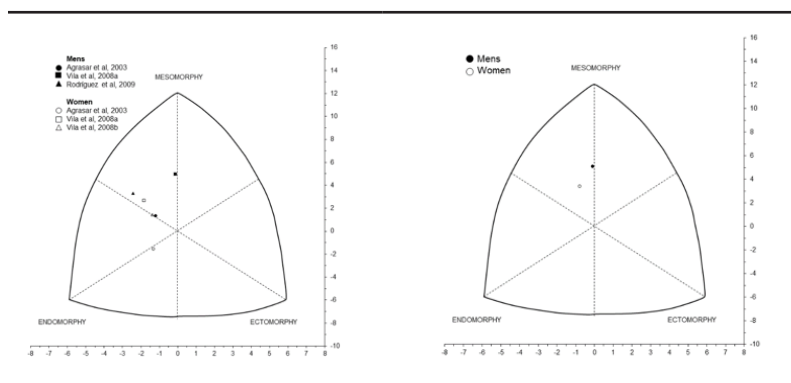 Mens
Agrasar et al, 2003
Vila et al, 2008a
Rodríguez et al, 2009
Women
Agrasar et al, 2003
Vila et al, 2008a
Vila et al, 2008b
MESOMORPHY
ENDOMORPHY
ECTOMORPHY
16
14
12
10
8
6
4
2
0
-2
-4
-6
-8
-10
-8 -7 -6 -5 -4 -3 -2 -1 0 1 2 3 4 5 6 7 8
Mens
Women
MESOMORPHY
ENDOMORPHY
ECTOMORPHY
16
14
12
10
8
6
4
2
0
-2
-4
-6
-8
-10
-8 -7 -6 -5 -4 -3 -2 -1 0 1 2 3 4 5 6 7 8